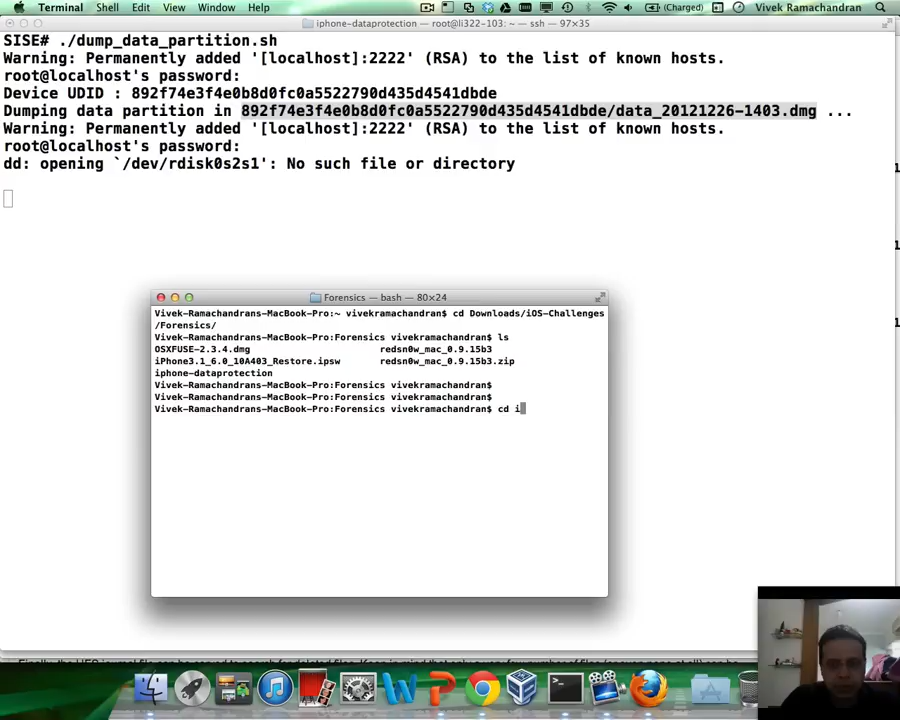 Terminal Shell Edit View Window Help (Charged) Vivek Ramachandran
iphone-dataprotection — root@li322-103: ~ — ssh — 97×35
SISE# ./dump_data_partition.sh
Warning: Permanently added '[localhost]:2222' (RSA) to the list of known hosts.
root@localhost's password:
Device UDID : 892f74e3f4e0b8d0fc0a5522790d435d4541dbde
Dumping data partition in 892f74e3f4e0b8d0fc0a5522790d435d4541dbde/data_20121226-1403.dmg ...
Warning: Permanently added '[localhost]:2222' (RSA) to the list of known hosts.
root@localhost's password:
dd: opening `/dev/rdisk0s2s1': No such file or directory
Forensics — bash — 80×24
Vivek-Ramachandrans-MacBook-Pro:~ vivekramachandran$ cd Downloads/iOS-Challenges
/Forensics/
Vivek-Ramachandrans-MacBook-Pro:Forensics vivekramachandran$ ls
OSXFUSE-2.3.4.dmg redsn0w_mac_0.9.15b3
iPhone3.1_6.0_10A403_Restore.ipsw redsn0w_mac_0.9.15b3.zip
iphone-dataprotection
Vivek-Ramachandrans-MacBook-Pro:Forensics vivekramachandran$
Vivek-Ramachandrans-MacBook-Pro:Forensics vivekramachandran$
Vivek-Ramachandrans-MacBook-Pro:Forensics vivekramachandran$ cd i